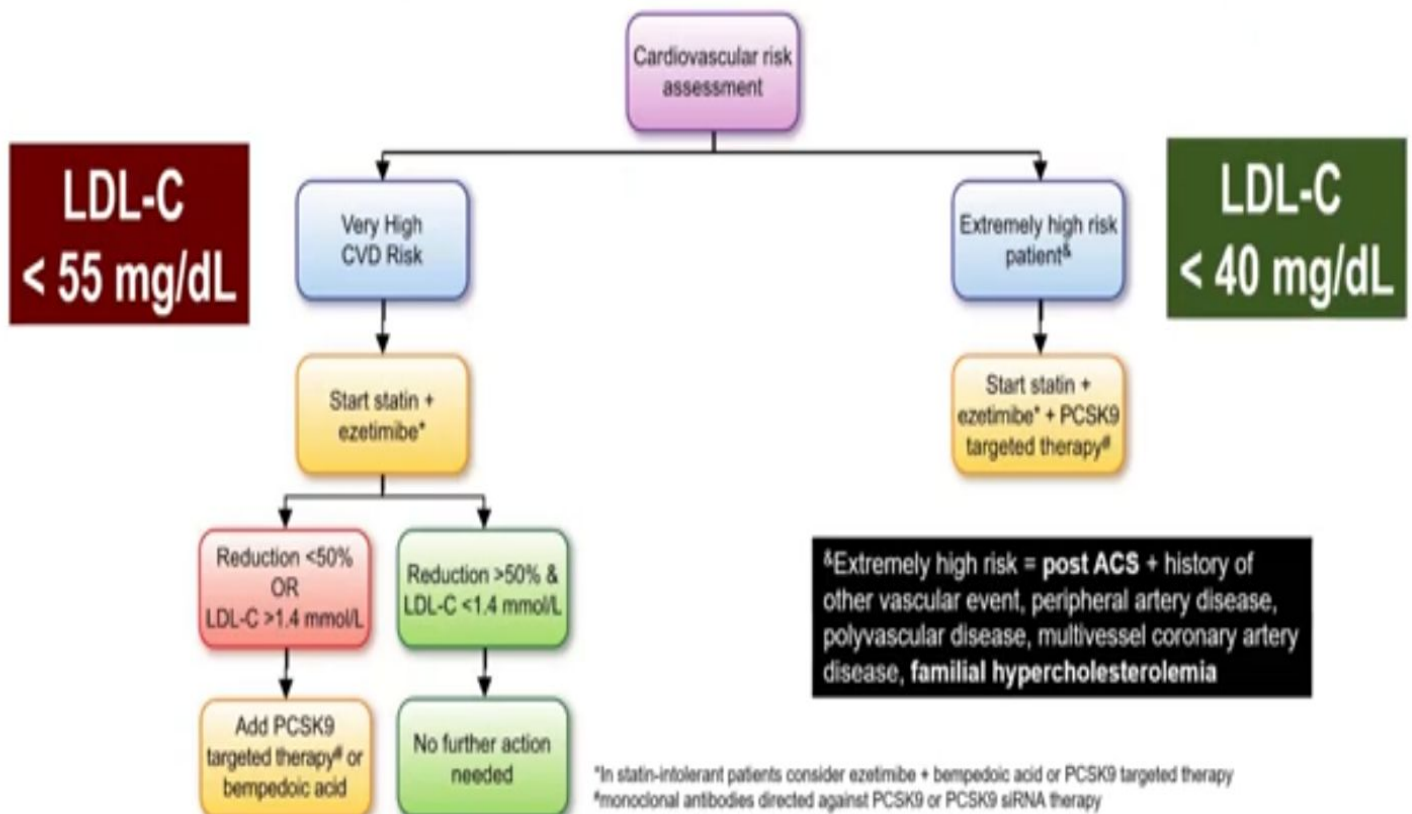 Cardiovascular risk
assessment
LDL-C
< 55 mg/dL
Very High
CVD Risk
Extremely high risk
patient&
LDL-C
< 40 mg/dL
Start statin +
ezetimibe*
Start statin +
ezetimibe* + PCSK9
targeted therapy#
Reduction <50%
OR
LDL-C >1.4 mmol/L
Reduction >50% &
LDL-C <1.4 mmol/L
&Extremely high risk = post ACS + history of
other vascular event, peripheral artery disease,
polyvascular disease, multivessel coronary artery
disease, familial hypercholesterolemia
Add PCSK9
targeted therapy# or
bempedoic acid
No further action
needed
*In statin-intolerant patients consider ezetimibe + bempedoic acid or PCSK9 targeted therapy
#monoclonal antibodies directed against PCSK9 or PCSK9 siRNA therapy